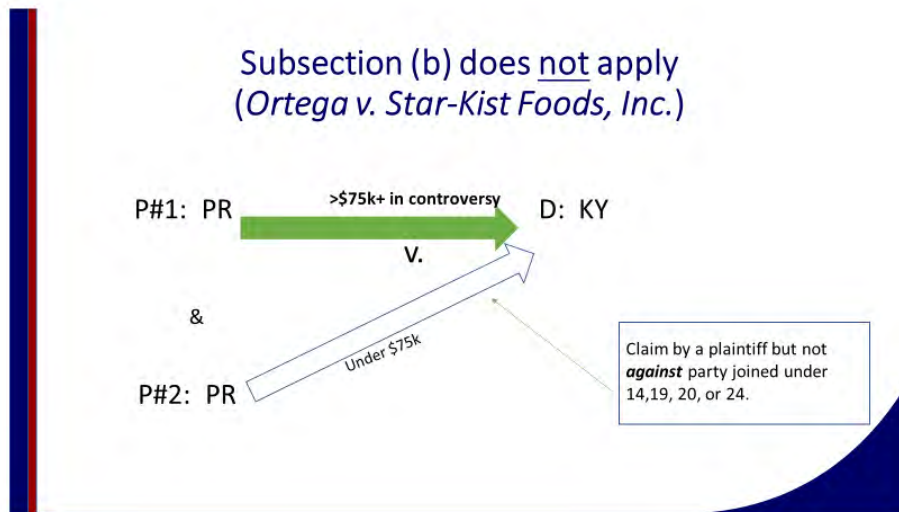 Subsection (b) does not apply
(Ortega v. Star-Kist Foods, Inc.)
>$75k+ in controversy
P#1: PR
D: KY
v.
&
Under $75k
P#2: PR
Claim by a plaintiff but not
against party joined under
14,19, 20, or 24.